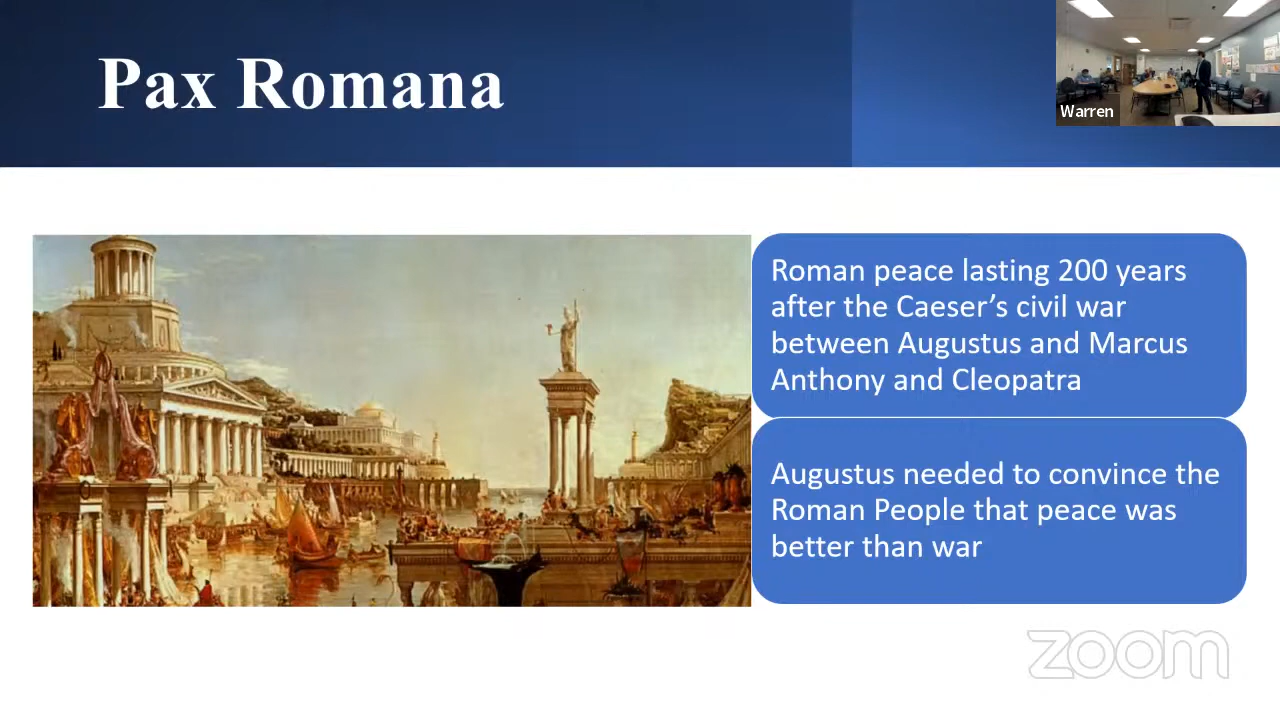 Pax Romana
Warren
Roman peace lasting 200 years
after the Caeser’s civil war
between Augustus and Marcus
Anthony and Cleopatra
Augustus needed to convince the
Roman People that peace was
better than war
zoom